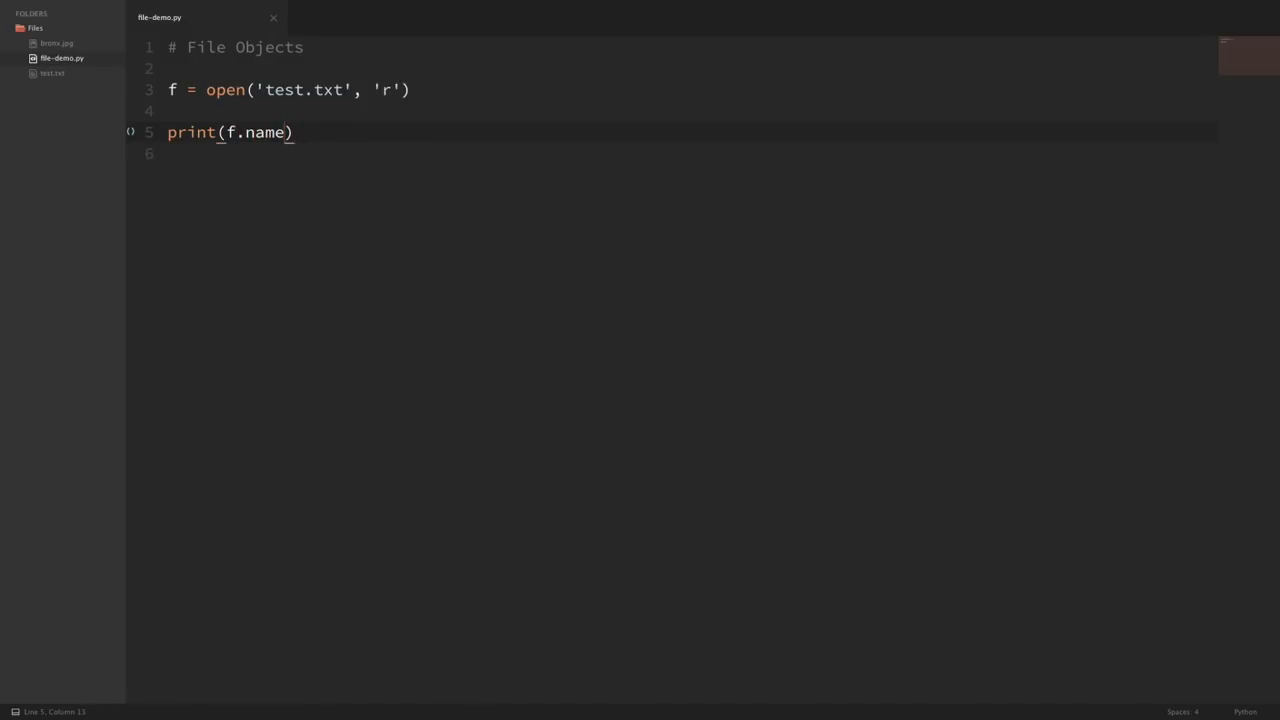 FOLDERS
Files
bronx.jpg
file-demo.py
test.txt
file-demo.py
1 # File Objects
2
3 f = open('test.txt', 'r')
4
5 print(f.name)
6
Line 5, Column 13
Spaces: 4
Python